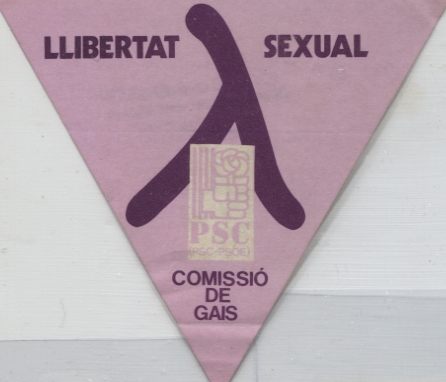 LLIBERTAT SEXUAL
PSC
(PSC-PSOE)
COMISSIÓ
DE
GAIS